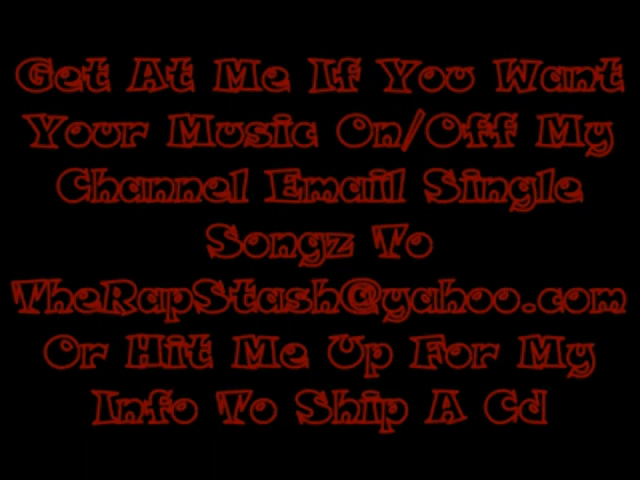 Get At Me If You Want
Your Music On/Off My
Channel Email Single
Songz To
TheRapStash@yahoo.com
Or Hit Me Up For My
Info To Ship A Cd